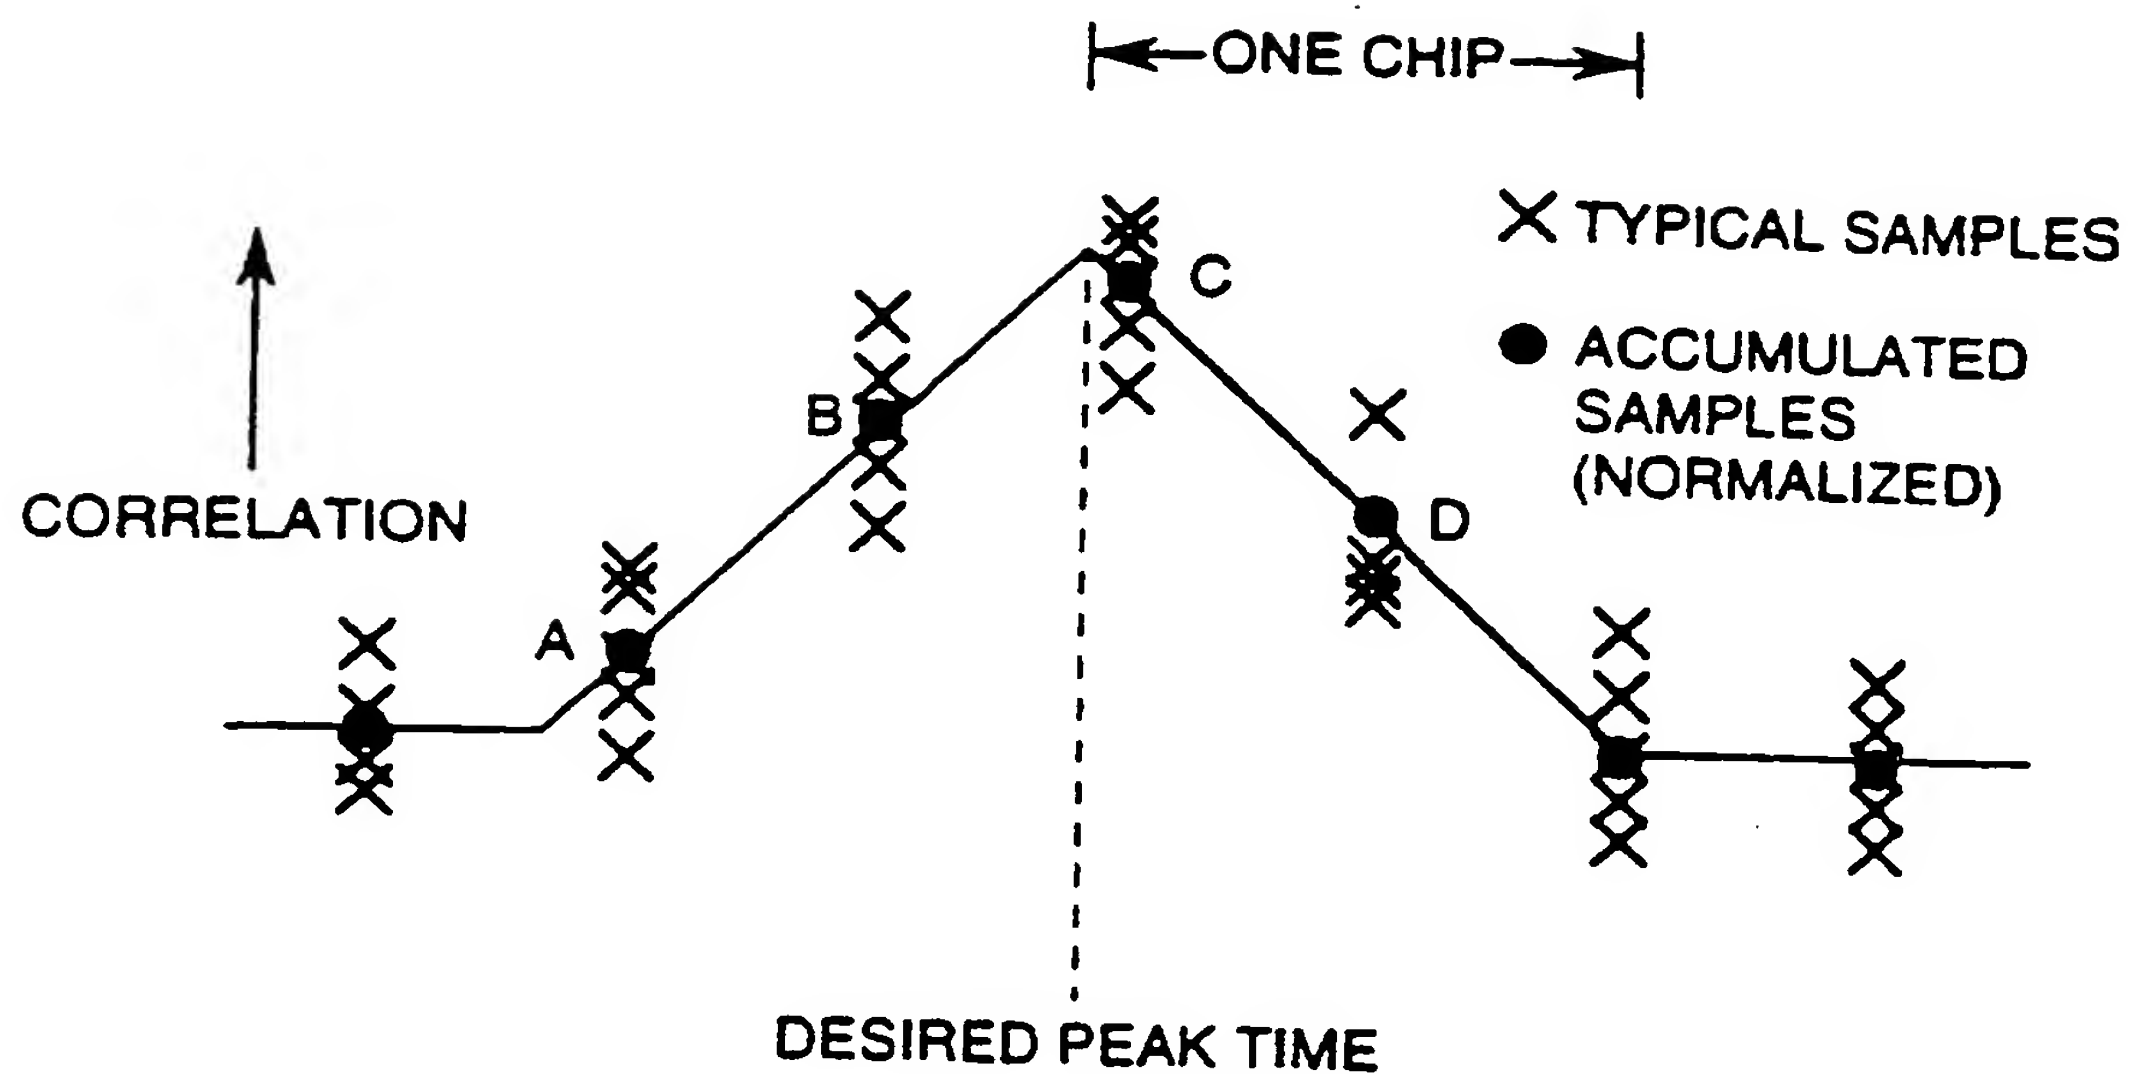 ONE CHIP
TYPICAL SAMPLES
C
ACCUMULATED
SAMPLES
(NORMALIZED)
B
CORRELATION
D
A
DESIRED PEAK TIME